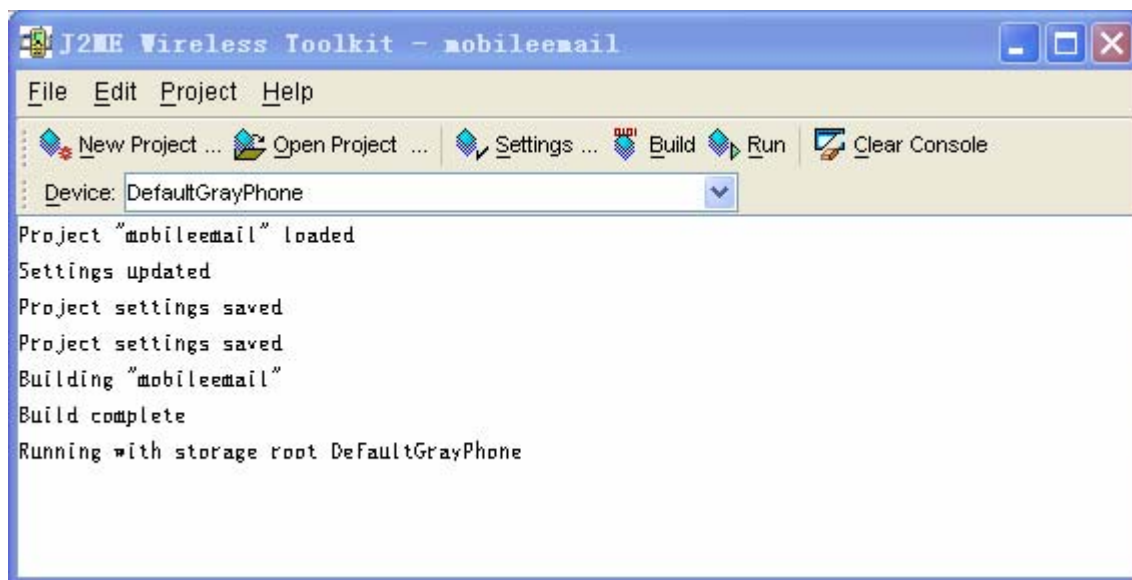 J2ME Wireless Toolkit - mobileemail
File Edit Project Help
New Project ... Open Project ... Settings ... Build Run Clear Console
Device: DefaultGrayPhone
Project "mobileemail" loaded
Settings updated
Project settings saved
Project settings saved
Building "mobileemail"
Build complete
Running with storage root DefaultGrayPhone